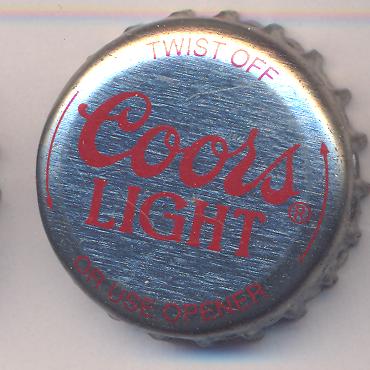 TWIST OFF
Coors®
LIGHT
OR USE OPENER